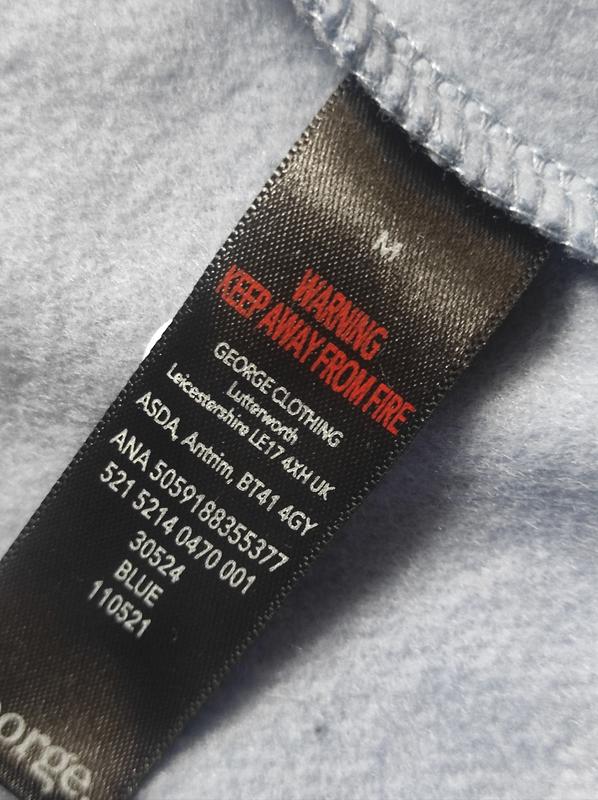 M
WARNING
KEEP AWAY FROM FIRE
GEORGE CLOTHING
Lutterworth
Leicestershire LE17 4XH UK
ASDA, Antrim, BT41 4GY
ANA 5059188355377
521 5214 0470 001
30524
BLUE
110521
orge.